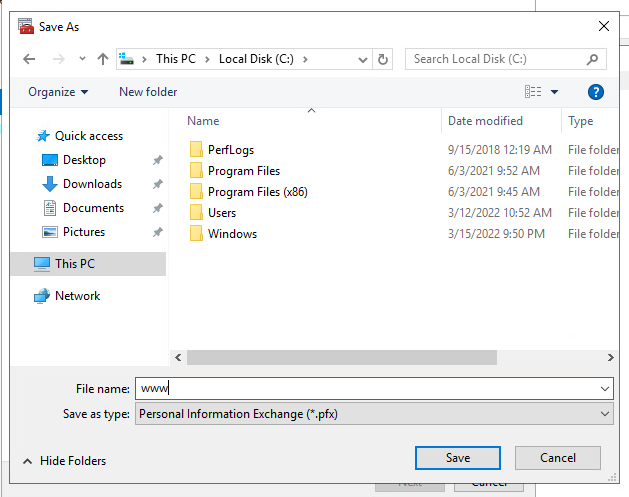 Save As
This PC > Local Disk (C:) >
Search Local Disk (C:)
Organize
New folder
?
Name
Date modified
Type
Quick access
Desktop
Downloads
Documents
Pictures
This PC
Network
PerfLogs 9/15/2018 12:19 AM File folder
Program Files 6/3/2021 9:52 AM File folder
Program Files (x86) 6/3/2021 9:45 AM File folder
Users 3/12/2022 10:52 AM File folder
Windows 3/15/2022 9:50 PM File folder
File name: www
Save as type: Personal Information Exchange (*.pfx)
Hide Folders
Save
Cancel
Next
Cancel